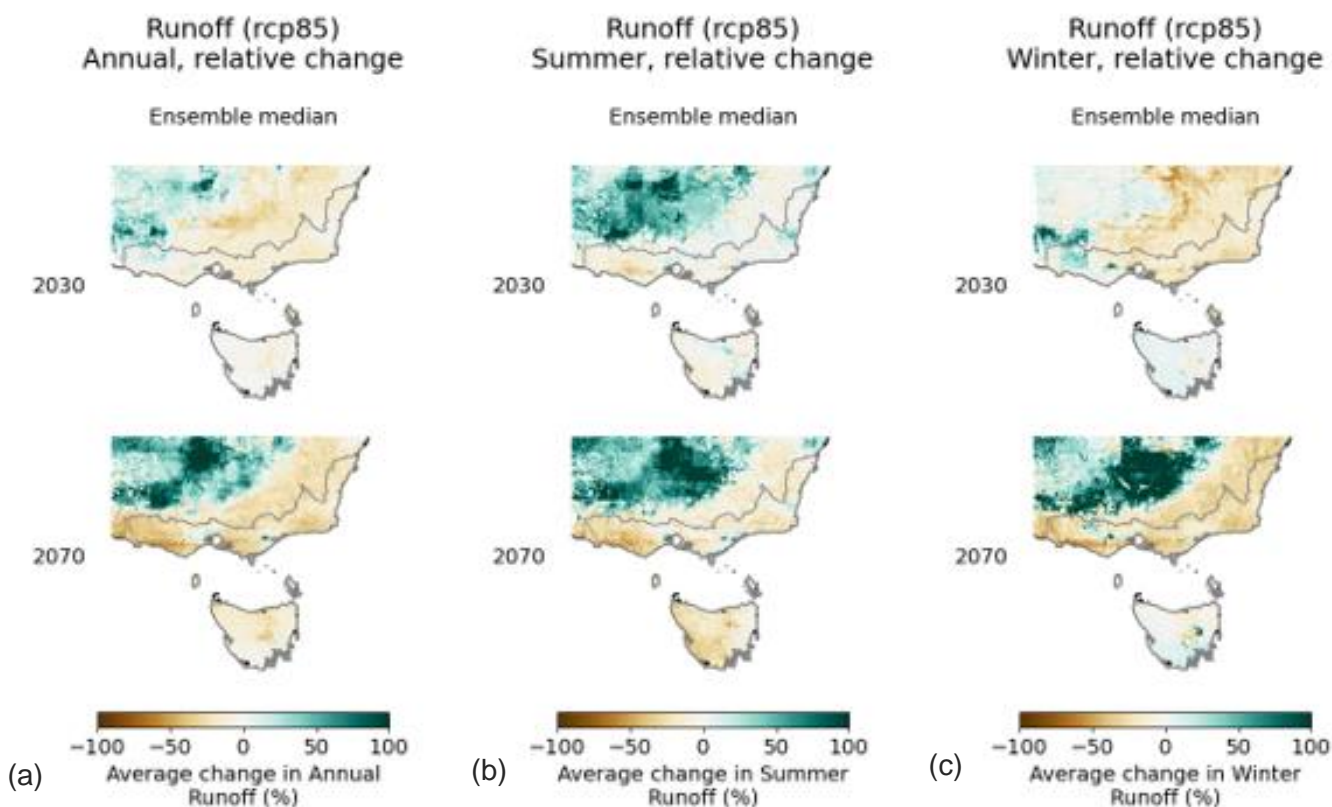 Runoff (rcp85)
Annual, relative change
Ensemble median
Runoff (rcp85)
Summer, relative change
Ensemble median
Runoff (rcp85)
Winter, relative change
Ensemble median
2030
2030
2030
2070
2070
2070
−100 −50 0 50 100
Average change in Annual
Runoff (%)
(a)
−100 −50 0 50 100
Average change in Summer
Runoff (%)
(b)
−100 −50 0 50 100
Average change in Winter
Runoff (%)
(c)